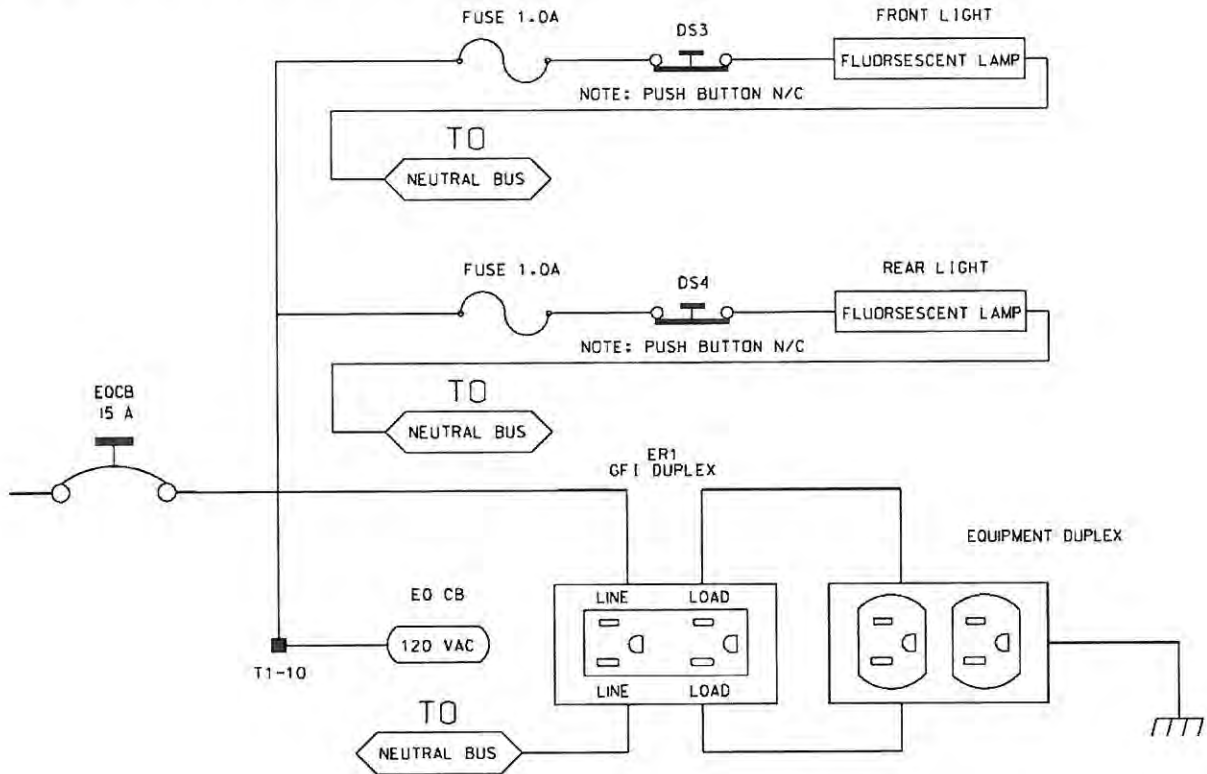 FUSE 1.0A
DS3
FRONT LIGHT
FLUORSESCENT LAMP
NOTE: PUSH BUTTON N/C
TO
NEUTRAL BUS
FUSE 1.0A
DS4
REAR LIGHT
FLUORSESCENT LAMP
NOTE: PUSH BUTTON N/C
TO
NEUTRAL BUS
EQCB
15 A
ER1
GFI DUPLEX
EQUIPMENT DUPLEX
LINE LOAD
EQ CB
120 VAC
T1-10
LINE LOAD
TO
NEUTRAL BUS